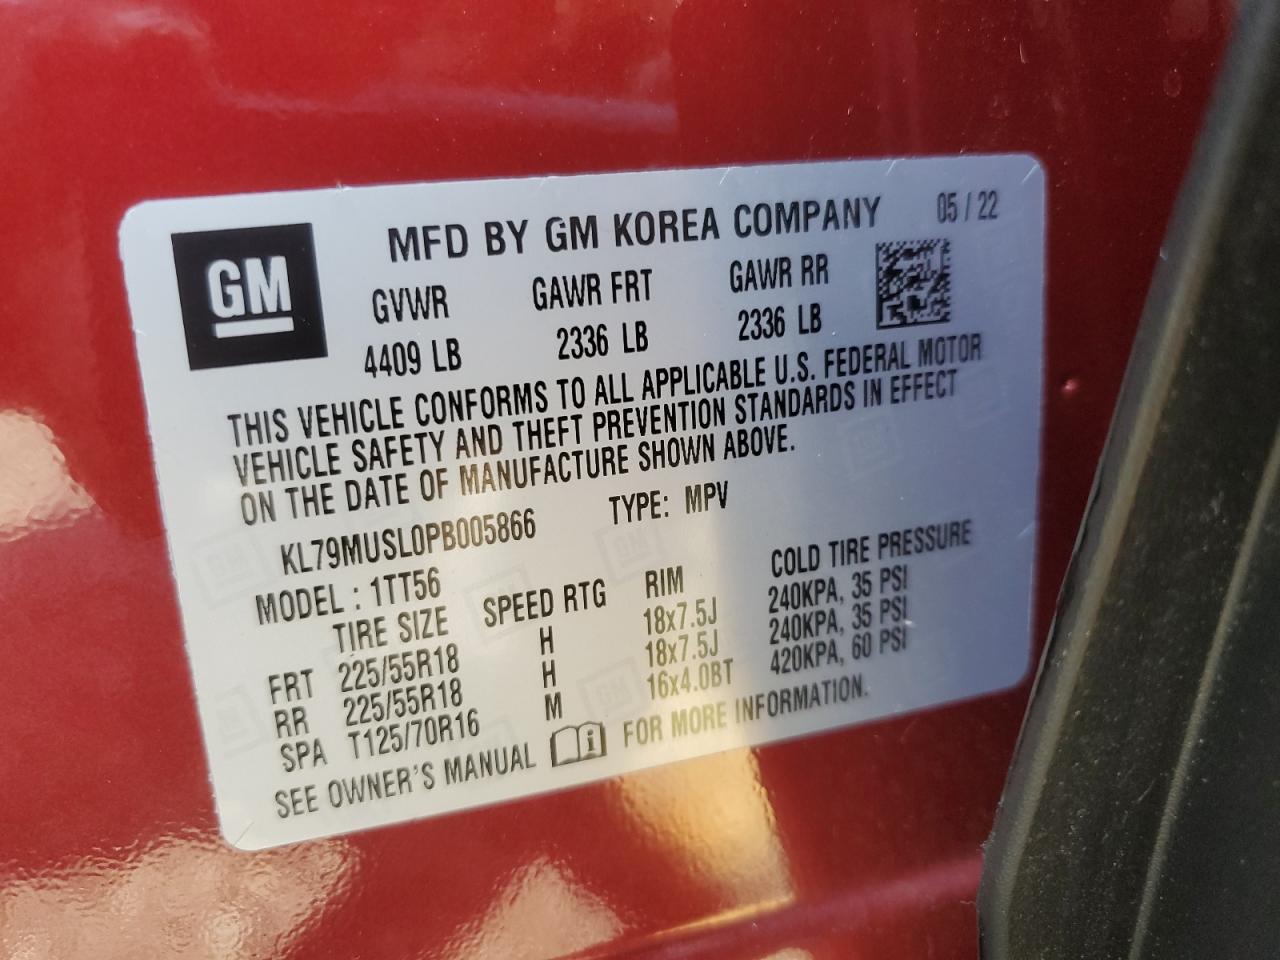 GM
MFD BY GM KOREA COMPANY 05 / 22
GVWR GAWR FRT GAWR RR
4409 LB 2336 LB 2336 LB
THIS VEHICLE CONFORMS TO ALL APPLICABLE U.S. FEDERAL MOTOR
VEHICLE SAFETY AND THEFT PREVENTION STANDARDS IN EFFECT
ON THE DATE OF MANUFACTURE SHOWN ABOVE.
KL79MUSL0PB005866 TYPE: MPV
MODEL : 1TT56
TIRE SIZE SPEED RTG RIM COLD TIRE PRESSURE
FRT 225/55R18 H 18x7.5J 240KPA, 35 PSI
RR 225/55R18 H 18x7.5J 240KPA, 35 PSI
SPA T125/70R16 M 16x4.0BT 420KPA, 60 PSI
SEE OWNER'S MANUAL i FOR MORE INFORMATION.